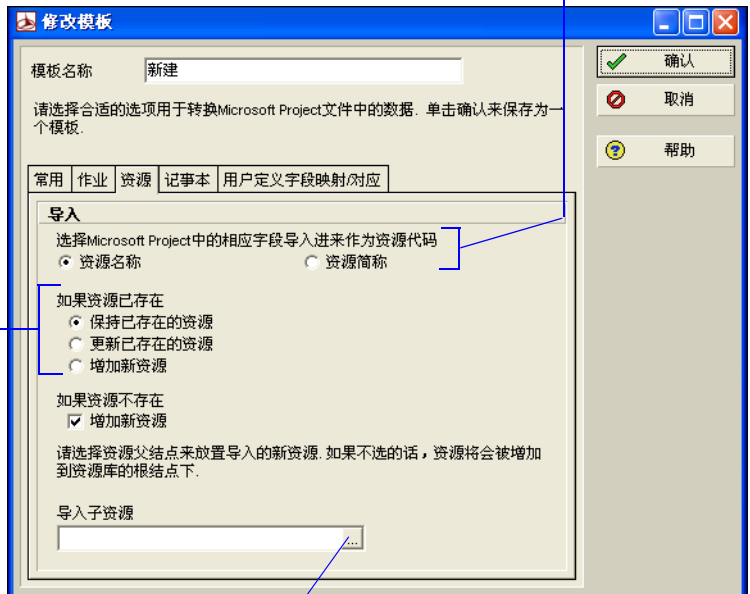 修改模板
模板名称
新建
确认
取消
帮助
请选择合适的选项用于转换Microsoft Project文件中的数据. 单击确认来保存为一
个模板.
常用 作业 资源 记事本 用户定义字段映射/对应
导入
选择Microsoft Project中的相应字段导入进来作为资源代码
资源名称 资源简称
如果资源已存在
保持已存在的资源
更新已存在的资源
增加新资源
如果资源不存在
增加新资源
请选择资源父结点来放置导入的新资源. 如果不选的话，资源将会被增加
到资源库的根结点下.
导入子资源
...